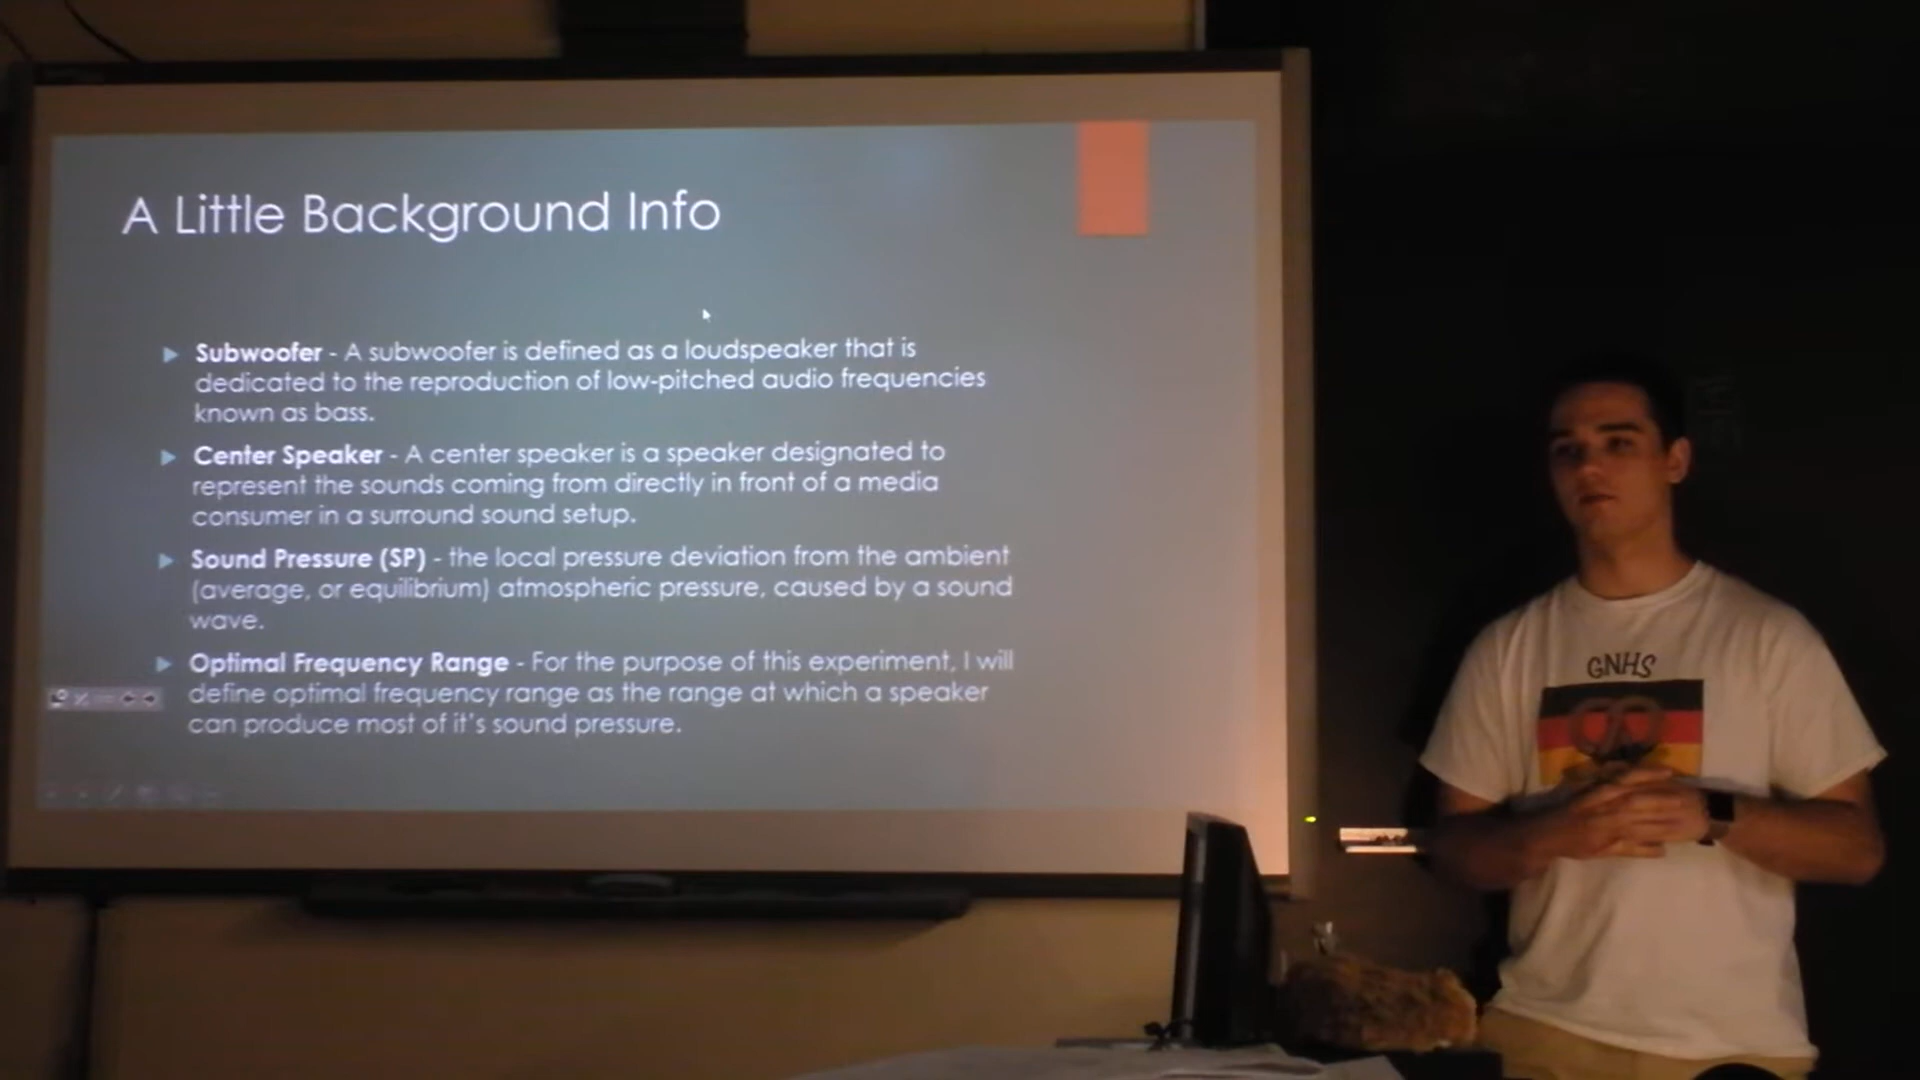 A Little Background Info
Subwoofer - A subwoofer is defined as a loudspeaker that is
dedicated to the reproduction of low-pitched audio frequencies
known as bass.
Center Speaker - A center speaker is a speaker designated to
represent the sounds coming from directly in front of a media
consumer in a surround sound setup.
Sound Pressure (SP) - the local pressure deviation from the ambient
(average, or equilibrium) atmospheric pressure, caused by a sound
wave.
Optimal Frequency Range - For the purpose of this experiment, I will
define optimal frequency range as the range at which a speaker
can produce most of it's sound pressure.
GNHS